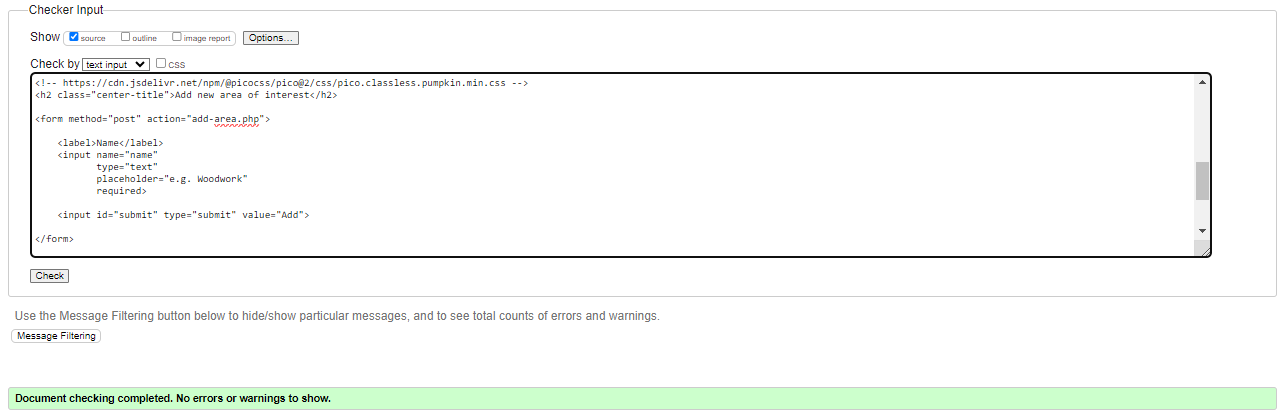 Checker Input
Show source outline image report Options...
Check by text input css
<!-- https://cdn.jsdelivr.net/npm/@picocss/pico@2/css/pico.classless.pumpkin.min.css -->
<h2 class="center-title">Add new area of interest</h2>
<form method="post" action="add-area.php">
<label>Name</label>
<input name="name"
type="text"
placeholder="e.g. Woodwork"
required>
<input id="submit" type="submit" value="Add">
</form>
Check
Use the Message Filtering button below to hide/show particular messages, and to see total counts of errors and warnings.
Message Filtering
Document checking completed. No errors or warnings to show.